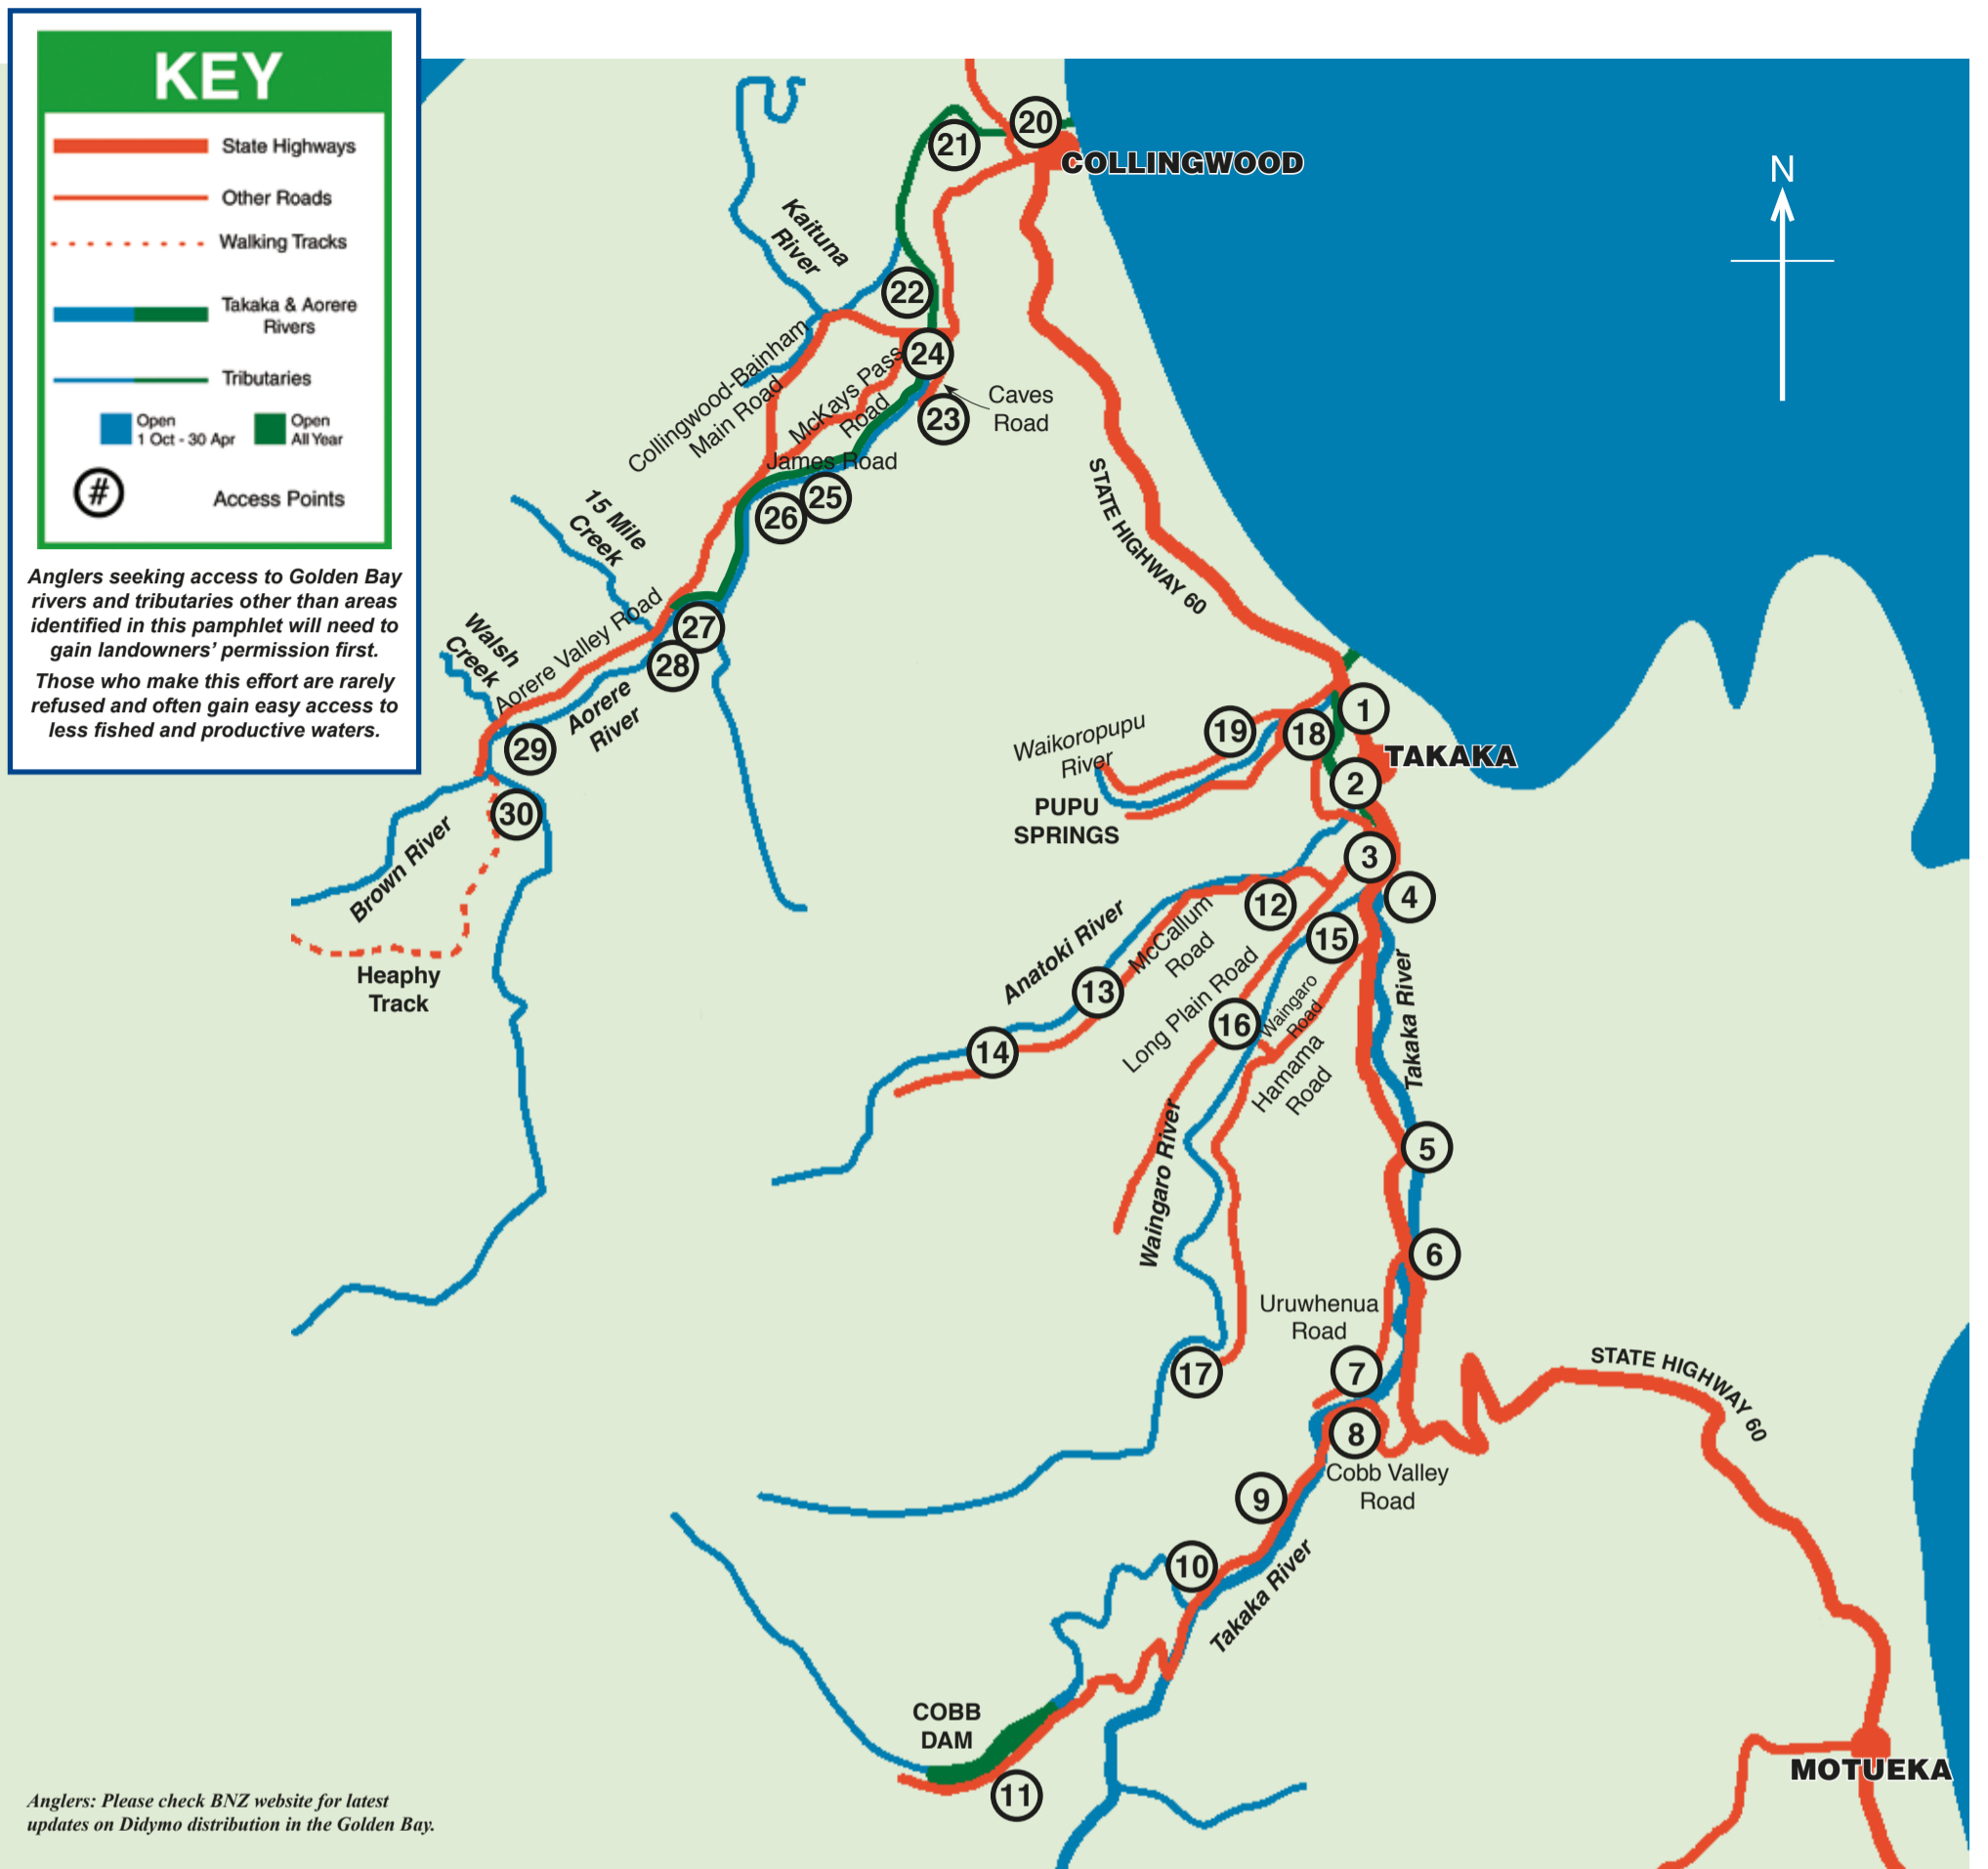 KEY
State Highways
Other Roads
Walking Tracks
Takaka & Aorere
Rivers
Tributaries
Open
1 Oct - 30 Apr
Open
All Year
#
Access Points
Anglers seeking access to Golden Bay
rivers and tributaries other than areas
identified in this pamphlet will need to
gain landowners’ permission first.
Those who make this effort are rarely
refused and often gain easy access to
less fished and productive waters.
N
20
21
COLLINGWOOD
Kaituna
River
22
24
Collingwood-Bainham
Main Road
McKays Pass
Road
23
Caves
Road
James Road
25
26
STATE HIGHWAY 60
15 Mile
Creek
27
28
Walsh
Creek
Aorere Valley Road
Aorere
River
29
30
Brown River
Heaphy
Track
1
18
19
TAKAKA
2
Waikoropupu
River
PUPU
SPRINGS
3
4
12
15
Anatoki River
McCallum
Road
13
14
Long Plain Road
16
Waingaro
Road
Hamama
Road
Takaka River
5
Waingaro River
6
Uruwhenua
Road
7
17
8
Cobb Valley
Road
9
10
Takaka River
STATE HIGHWAY 60
COBB
DAM
11
MOTUEKA
Anglers: Please check BNZ website for latest
updates on Didymo distribution in the Golden Bay.